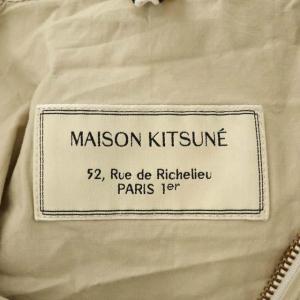 MAISON KITSUNÉ
52, Rue de Richelieu
PARIS 1er